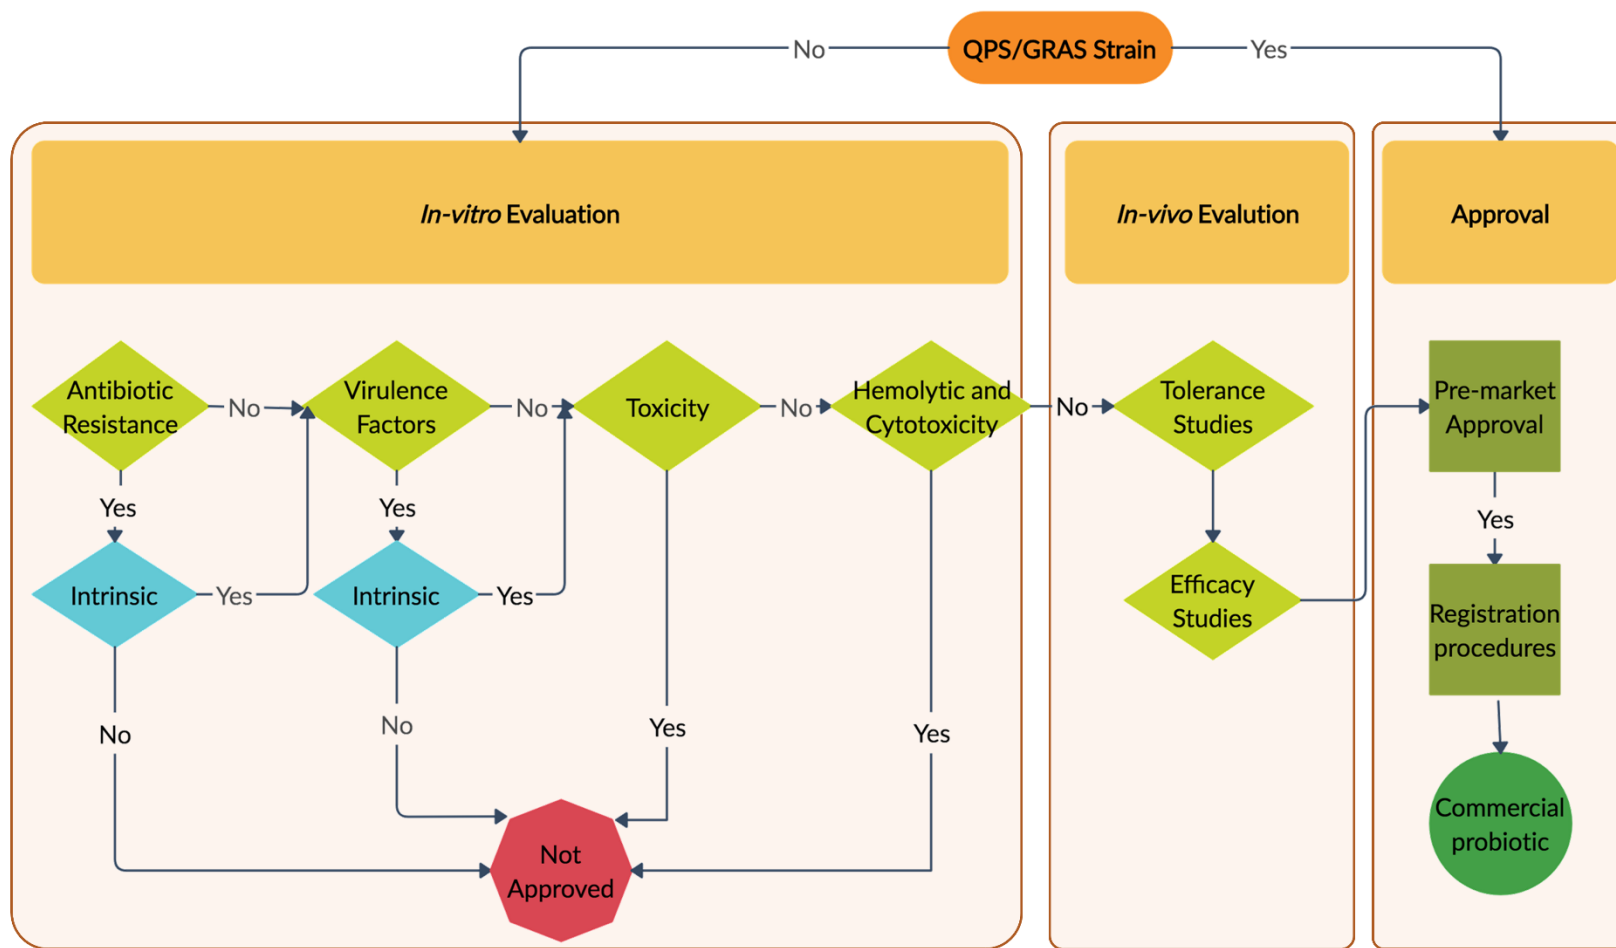 No
QPS/GRAS Strain
Yes
In-vitro Evaluation
In-vivo Evalution
Approval
Antibiotic
Resistance
No
Virulence
Factors
No
Toxicity
No
Hemolytic and
Cytotoxicity
No
Tolerance
Studies
Pre-market
Approval
Yes
Yes
Yes
Intrinsic
Yes
Intrinsic
Yes
Efficacy
Studies
Registration
procedures
No
No
Yes
Yes
Not
Approved
Commercial
probiotic